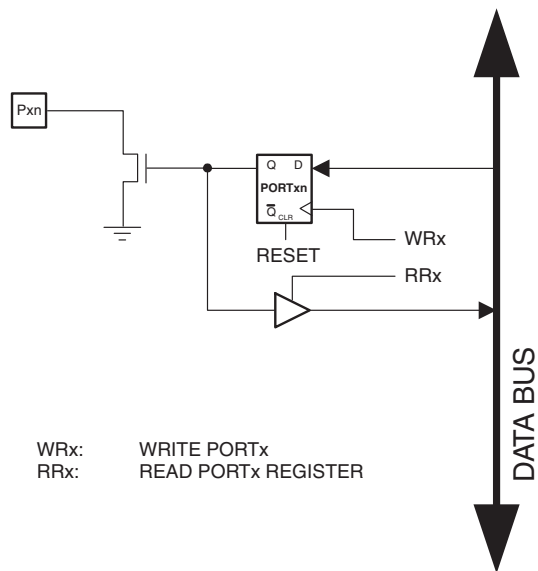 Pxn
Q D
PORTxn
Q̅ CLR
RESET
WRx
RRx
WRx: WRITE PORTx
RRx: READ PORTx REGISTER
DATA BUS